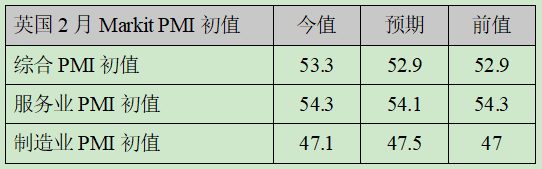 英国 2 月 Markit PMI 初值 今值 预期 前值
综合 PMI 初值 53.3 52.9 52.9
服务业 PMI 初值 54.3 54.1 54.3
制造业 PMI 初值 47.1 47.5 47